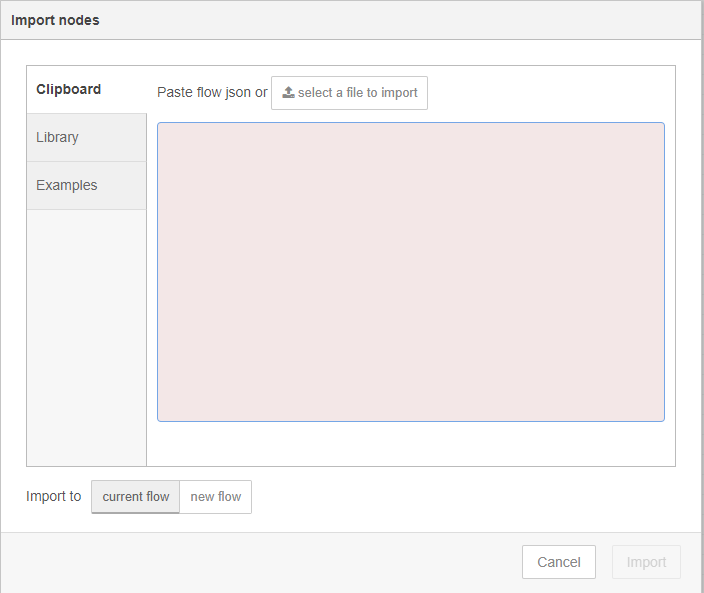 Import nodes
Clipboard
Paste flow json or select a file to import
Library
Examples
Import to current flow new flow
Cancel Import